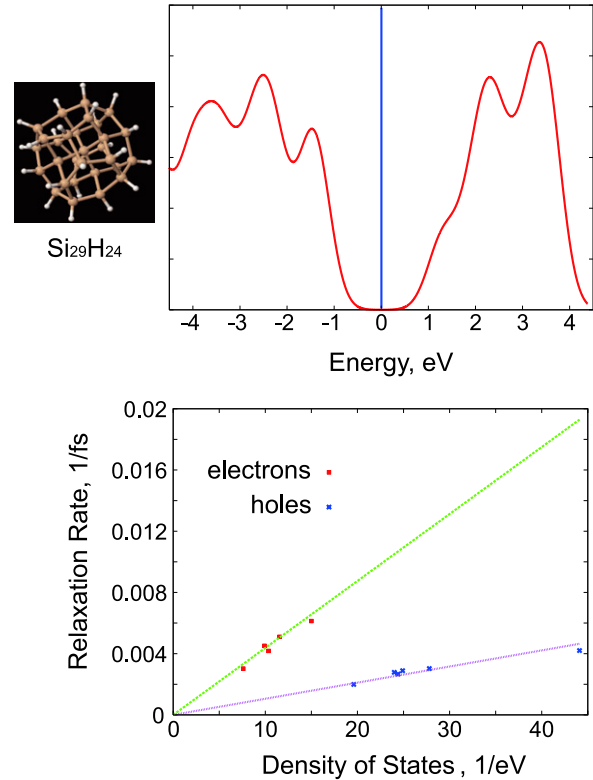 Si29H24
-4 -3 -2 -1 0 1 2 3 4
Energy, eV
0.02
0.016
0.012
0.008
0.004
0
Relaxation Rate, 1/fs
electrons
holes
0 10 20 30 40
Density of States , 1/eV